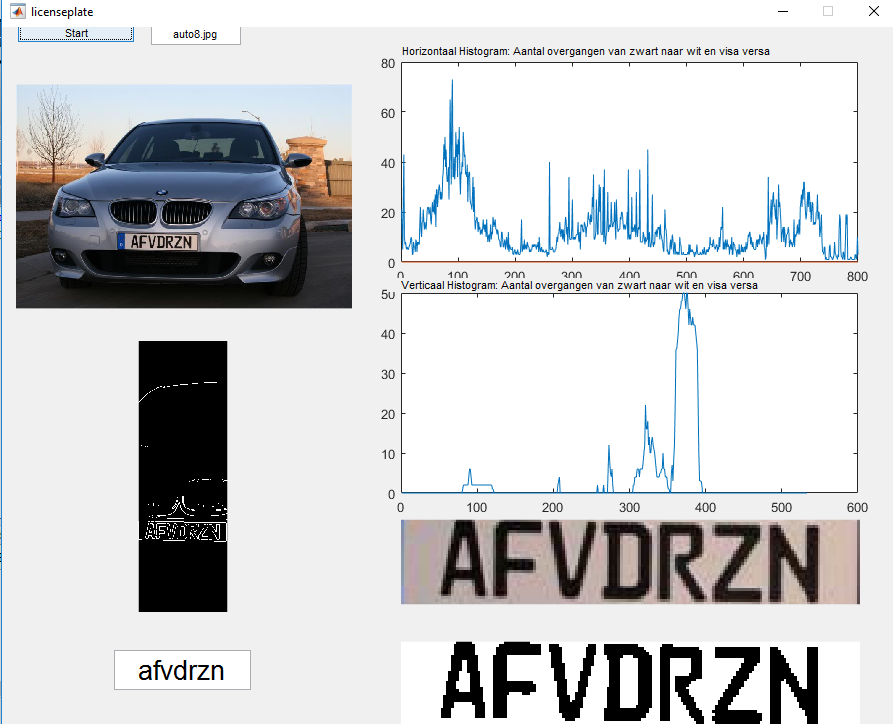 licenseplate
Start
auto8.jpg
Horizontaal Histogram: Aantal overgangen van zwart naar wit en visa versa
80
60
40
20
0
0 100 200 300 400 500 600 700 800
AFVDRZN
Verticaal Histogram: Aantal overgangen van zwart naar wit en visa versa
50
40
30
20
10
0
0 100 200 300 400 500 600
AFVDRZN
AFVDRZN
afvdrzn
AFVDRZN